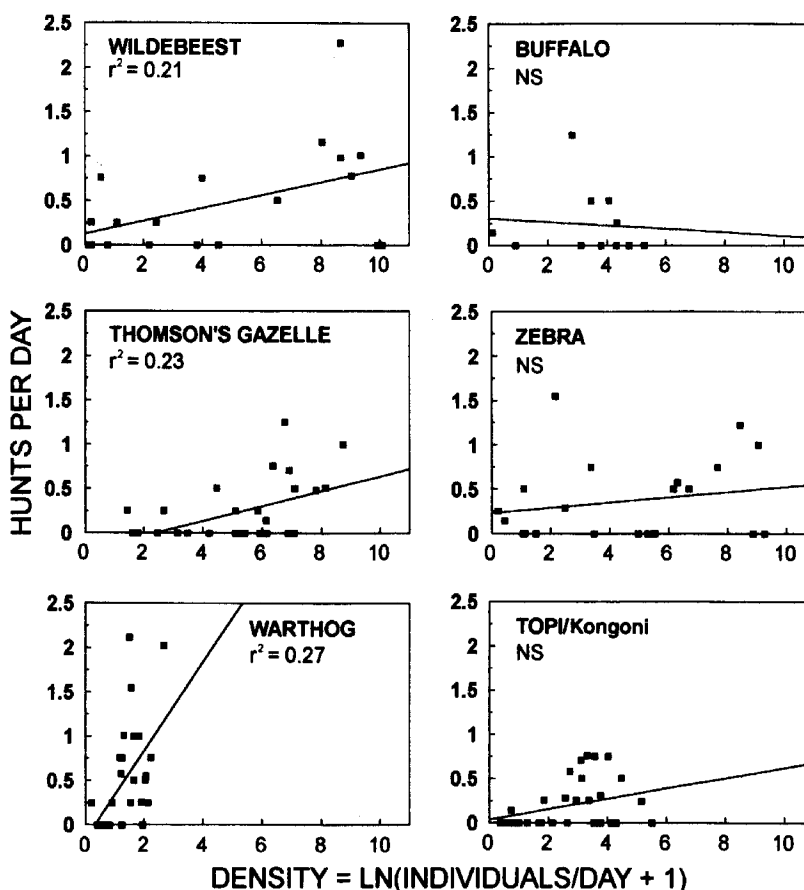 HUNTS PER DAY
WILDEBEEST
r² = 0.21
2.5
2
1.5
1
0.5
0
0 2 4 6 8 10
BUFFALO
NS
2.5
2
1.5
1
0.5
0
0 2 4 6 8 10
THOMSON'S GAZELLE
r² = 0.23
2.5
2
1.5
1
0.5
0
0 2 4 6 8 10
ZEBRA
NS
2.5
2
1.5
1
0.5
0
0 2 4 6 8 10
WARTHOG
r² = 0.27
2.5
2
1.5
1
0.5
0
0 2 4 6 8 10
TOPI/Kongoni
NS
2.5
2
1.5
1
0.5
0
0 2 4 6 8 10
DENSITY = LN(INDIVIDUALS/DAY + 1)